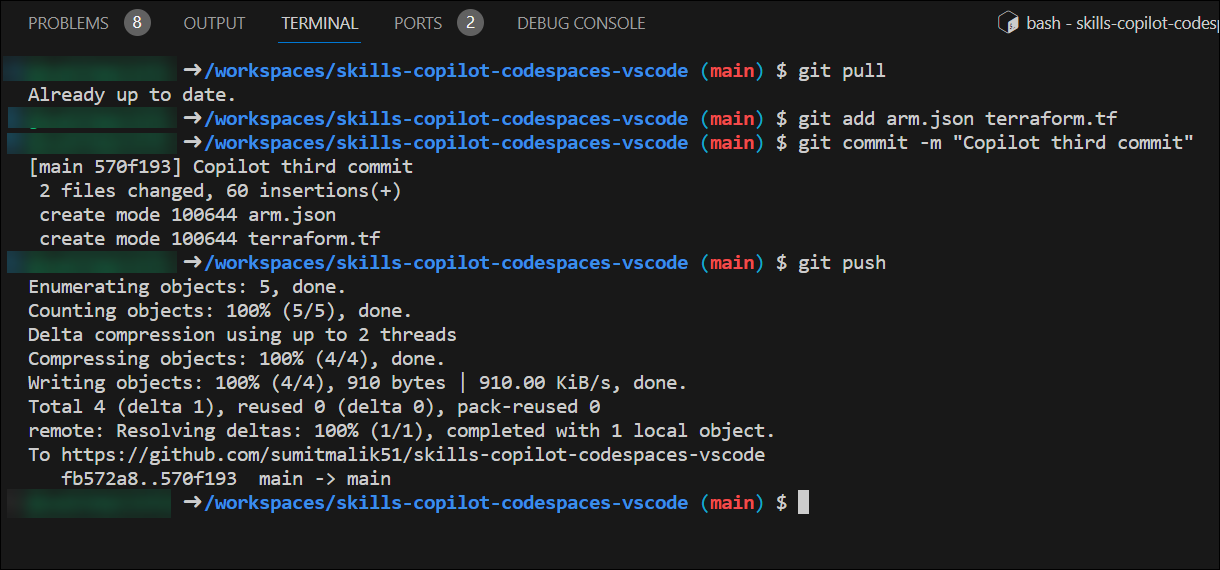 PROBLEMS 8 OUTPUT TERMINAL PORTS 2 DEBUG CONSOLE bash - skills-copilot-codesp
→/workspaces/skills-copilot-codespaces-vscode (main) $ git pull
Already up to date.
→/workspaces/skills-copilot-codespaces-vscode (main) $ git add arm.json terraform.tf
→/workspaces/skills-copilot-codespaces-vscode (main) $ git commit -m "Copilot third commit"
[main 570f193] Copilot third commit
 2 files changed, 60 insertions(+)
 create mode 100644 arm.json
 create mode 100644 terraform.tf
→/workspaces/skills-copilot-codespaces-vscode (main) $ git push
Enumerating objects: 5, done.
Counting objects: 100% (5/5), done.
Delta compression using up to 2 threads
Compressing objects: 100% (4/4), done.
Writing objects: 100% (4/4), 910 bytes | 910.00 KiB/s, done.
Total 4 (delta 1), reused 0 (delta 0), pack-reused 0
remote: Resolving deltas: 100% (1/1), completed with 1 local object.
To https://github.com/sumitmalik51/skills-copilot-codespaces-vscode
   fb572a8..570f193  main -> main
→/workspaces/skills-copilot-codespaces-vscode (main) $